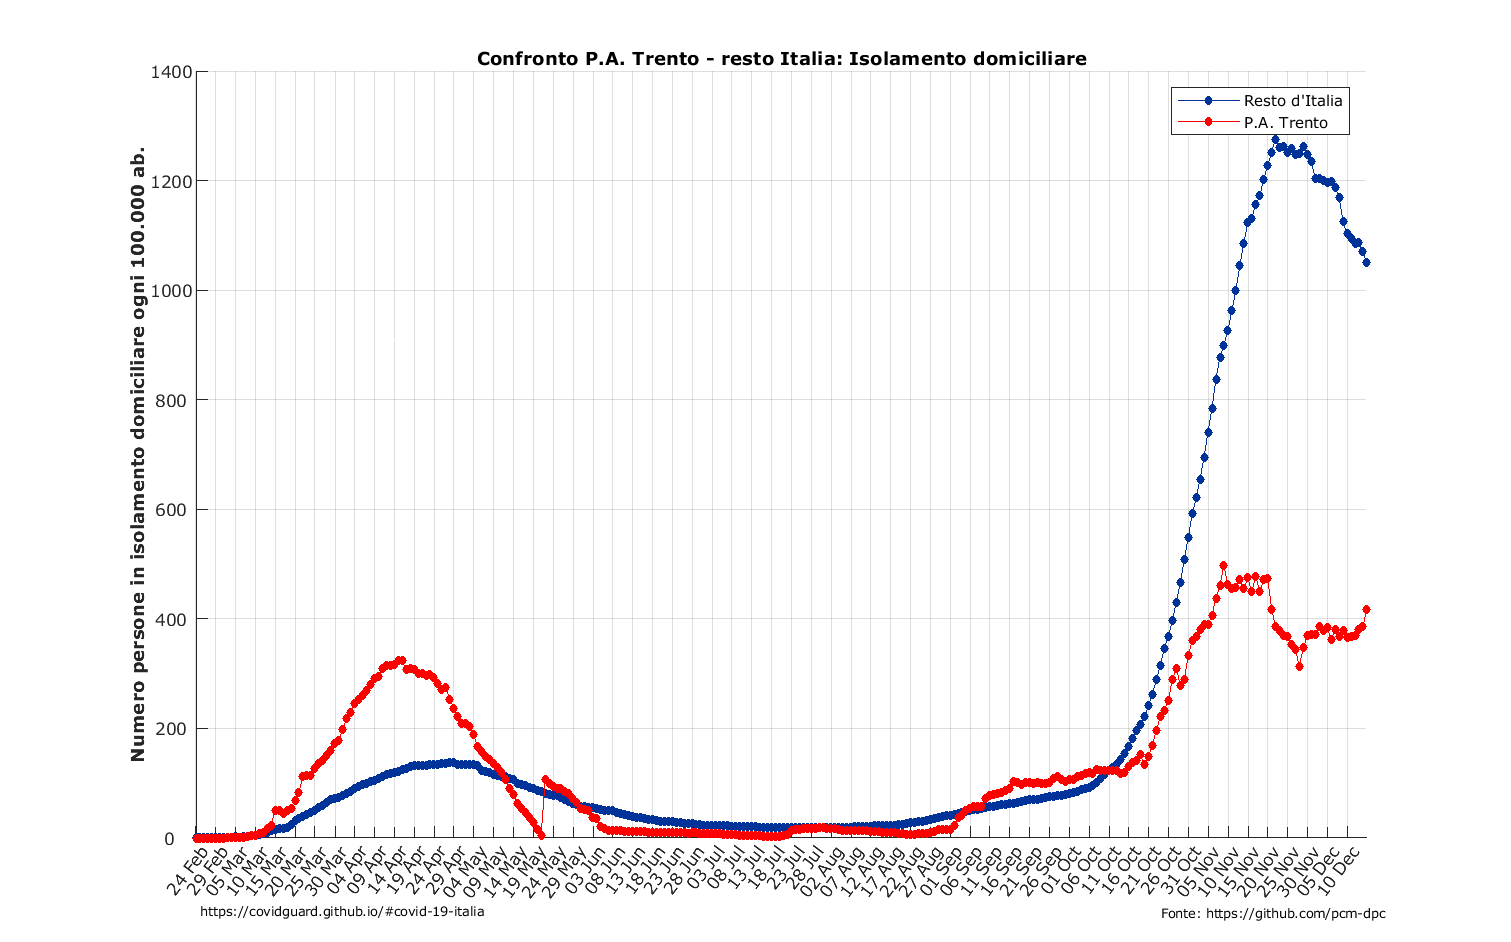 Confronto P.A. Trento - resto Italia: Isolamento domiciliare
Resto d'Italia
P.A. Trento
Numero persone in isolamento domiciliare ogni 100.000 ab.
1400
1200
1000
800
600
400
200
0
24 Feb
29 Feb
05 Mar
10 Mar
15 Mar
20 Mar
25 Mar
30 Mar
04 Apr
09 Apr
14 Apr
19 Apr
24 Apr
29 Apr
04 May
09 May
14 May
19 May
24 May
29 May
03 Jun
08 Jun
13 Jun
18 Jun
23 Jun
28 Jun
03 Jul
08 Jul
13 Jul
18 Jul
23 Jul
28 Jul
02 Aug
07 Aug
12 Aug
17 Aug
22 Aug
27 Aug
01 Sep
06 Sep
11 Sep
16 Sep
21 Sep
26 Sep
01 Oct
06 Oct
11 Oct
16 Oct
21 Oct
26 Oct
31 Oct
05 Nov
10 Nov
15 Nov
20 Nov
25 Nov
30 Nov
05 Dec
10 Dec
https://covidguard.github.io/#covid-19-italia
Fonte: https://github.com/pcm-dpc